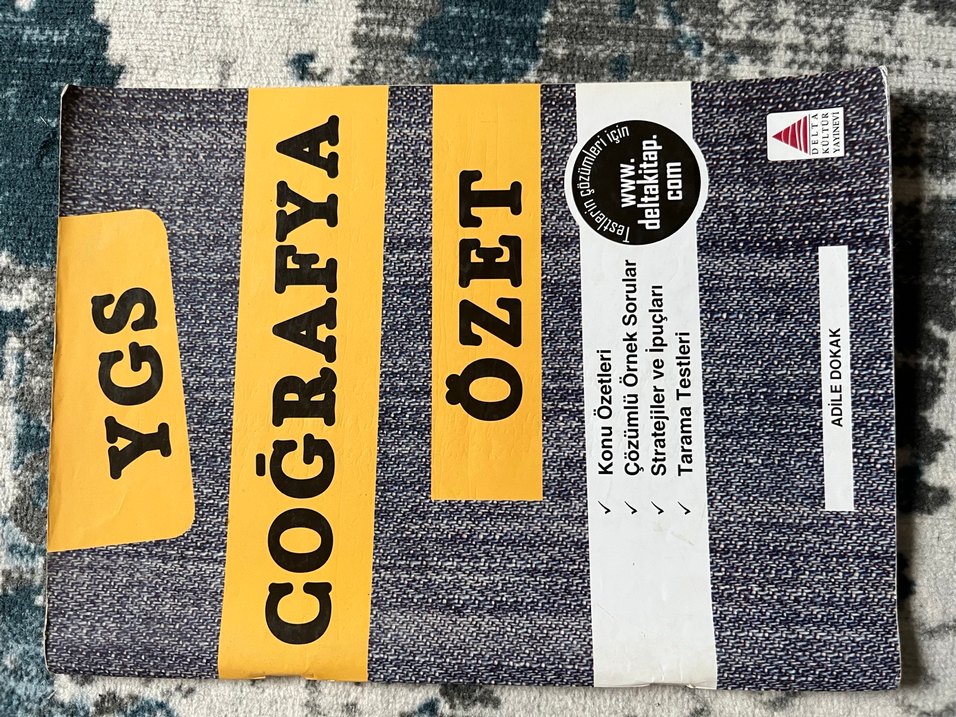 YGS
COĞRAFYA
ÖZET
Testlerin çözümleri için
www.
deltakitap.
com
✓ Konu Özetleri
✓ Çözümlü Örnek Sorular
✓ Stratejiler ve İpuçları
✓ Tarama Testleri
ADİLE DOKAK
DELTA
KÜLTÜR
YAYINEVİ